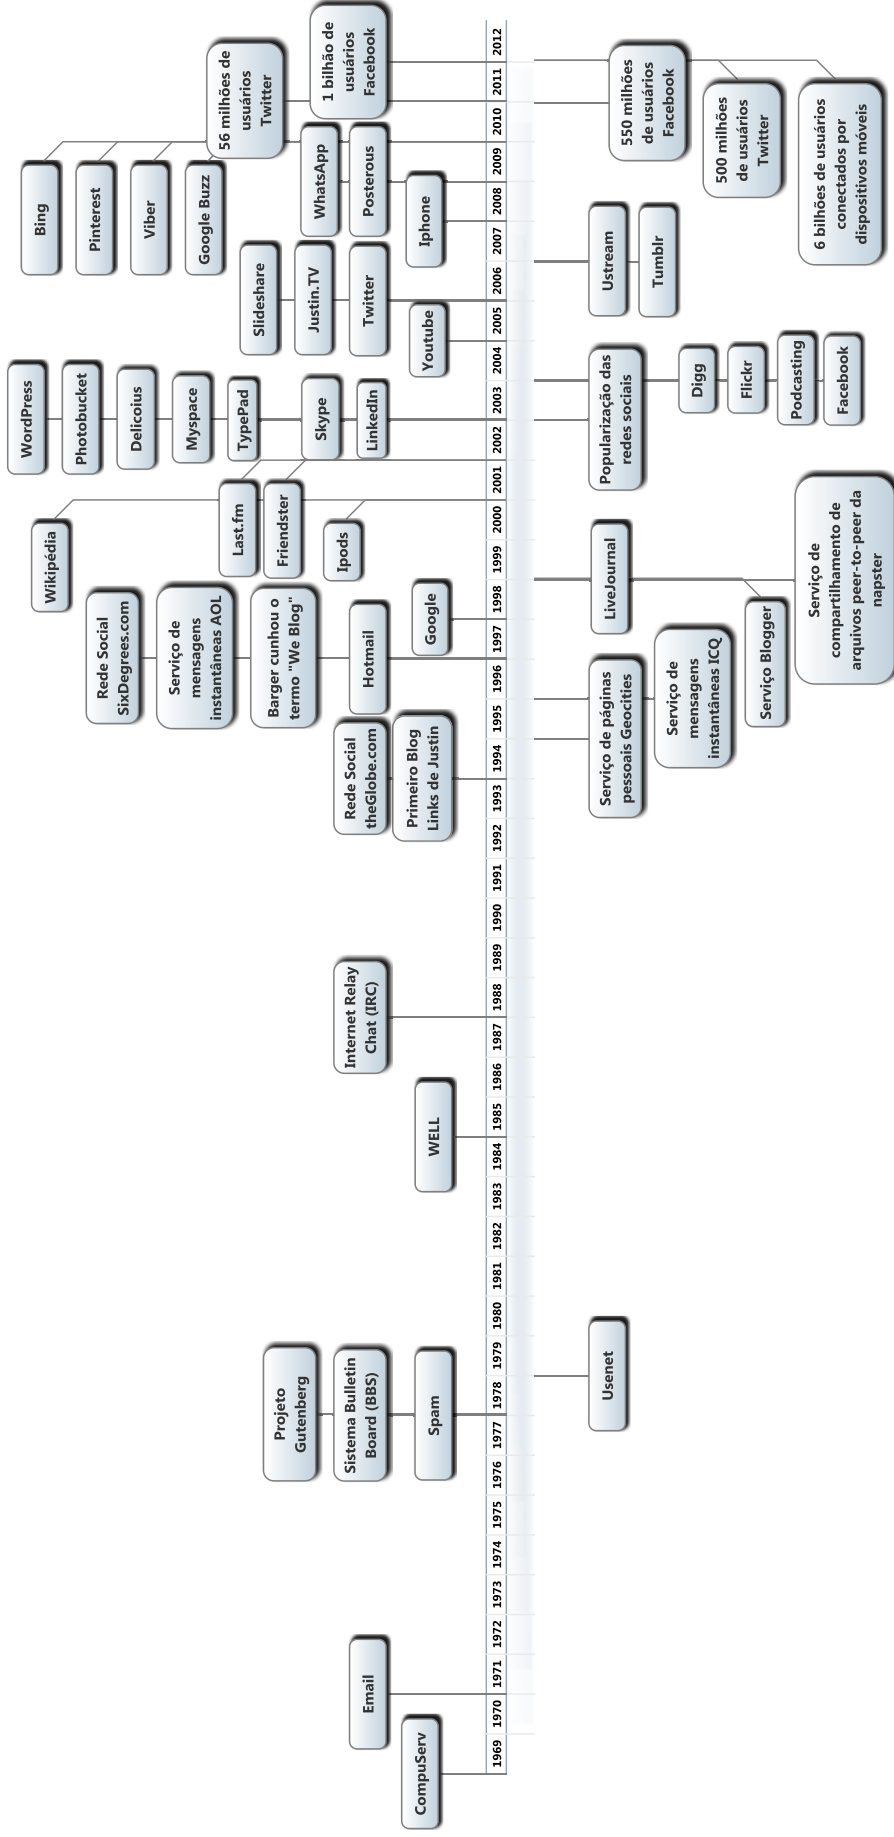 Bing
Pinterest
Viber
Google Buzz
56 milhões de
usuários
Twitter
1 bilhão de
usuários
Facebook
WhatsApp
Posterous
Iphone
Slideshare
Justin.TV
Twitter
Youtube
WordPress
Photobucket
Delicoius
Myspace
TypePad
Skype
LinkedIn
Wikipédia
Last.fm
Friendster
Ipods
Rede Social
SixDegrees.com
Serviço de
mensagens
instantâneas AOL
Barger cunhou o
termo "We Blog"
Hotmail
Google
Rede Social
theGlobe.com
Primeiro Blog
Links de Justin
Internet Relay
Chat (IRC)
WELL
Projeto
Gutenberg
Sistema Bulletin
Board (BBS)
Spam
Email
CompuServ
1969 1970 1971 1972 1973 1974 1975 1976 1977 1978 1979 1980 1981 1982 1983 1984 1985 1986 1987 1988 1989 1990 1991 1992 1993 1994 1995 1996 1997 1998 1999 2000 2001 2002 2003 2004 2005 2006 2007 2008 2009 2010 2011 2012
Usenet
Serviço de páginas
pessoais Geocities
Serviço de
mensagens
instantâneas ICQ
LiveJournal
Serviço Blogger
Serviço de
compartilhamento de
arquivos peer-to-peer da
napster
Popularização das
redes sociais
Digg
Flickr
Podcasting
Facebook
Ustream
Tumblr
550 milhões
de usuários
Facebook
500 milhões
de usuários
Twitter
6 bilhões de usuários
conectados por
dispositivos móveis